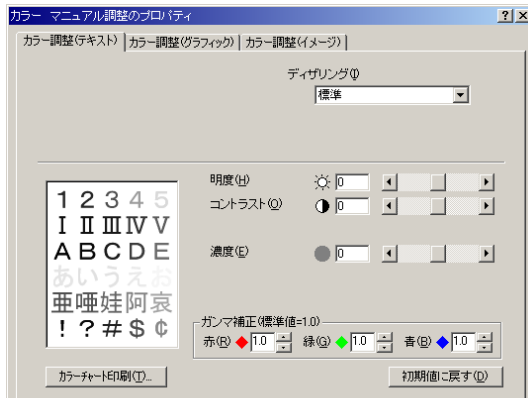 カラー マニュアル調整のプロパティ
カラー調整(テキスト) カラー調整(グラフィック) カラー調整(イメージ)
ディザリング(I)
標準
明度(H) 0
コントラスト(O) 0
濃度(E) 0
1 2 3 4 5
I II III IV V
A B C D E
あ い う え お
亜 唖 娃 阿 哀
! ? # $ ¢
ガンマ補正(標準値=1.0)
赤(R) 1.0 緑(G) 1.0 青(B) 1.0
カラーチャート印刷(T)... 初期値に戻す(D)